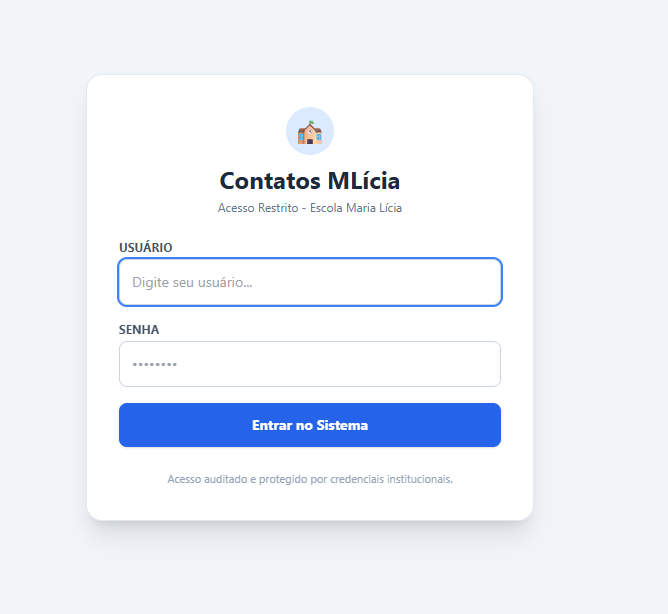 Contatos MLícia
Acesso Restrito - Escola Maria Lícia
USUÁRIO
Digite seu usuário...
SENHA
••••••••
Entrar no Sistema
Acesso auditado e protegido por credenciais institucionais.